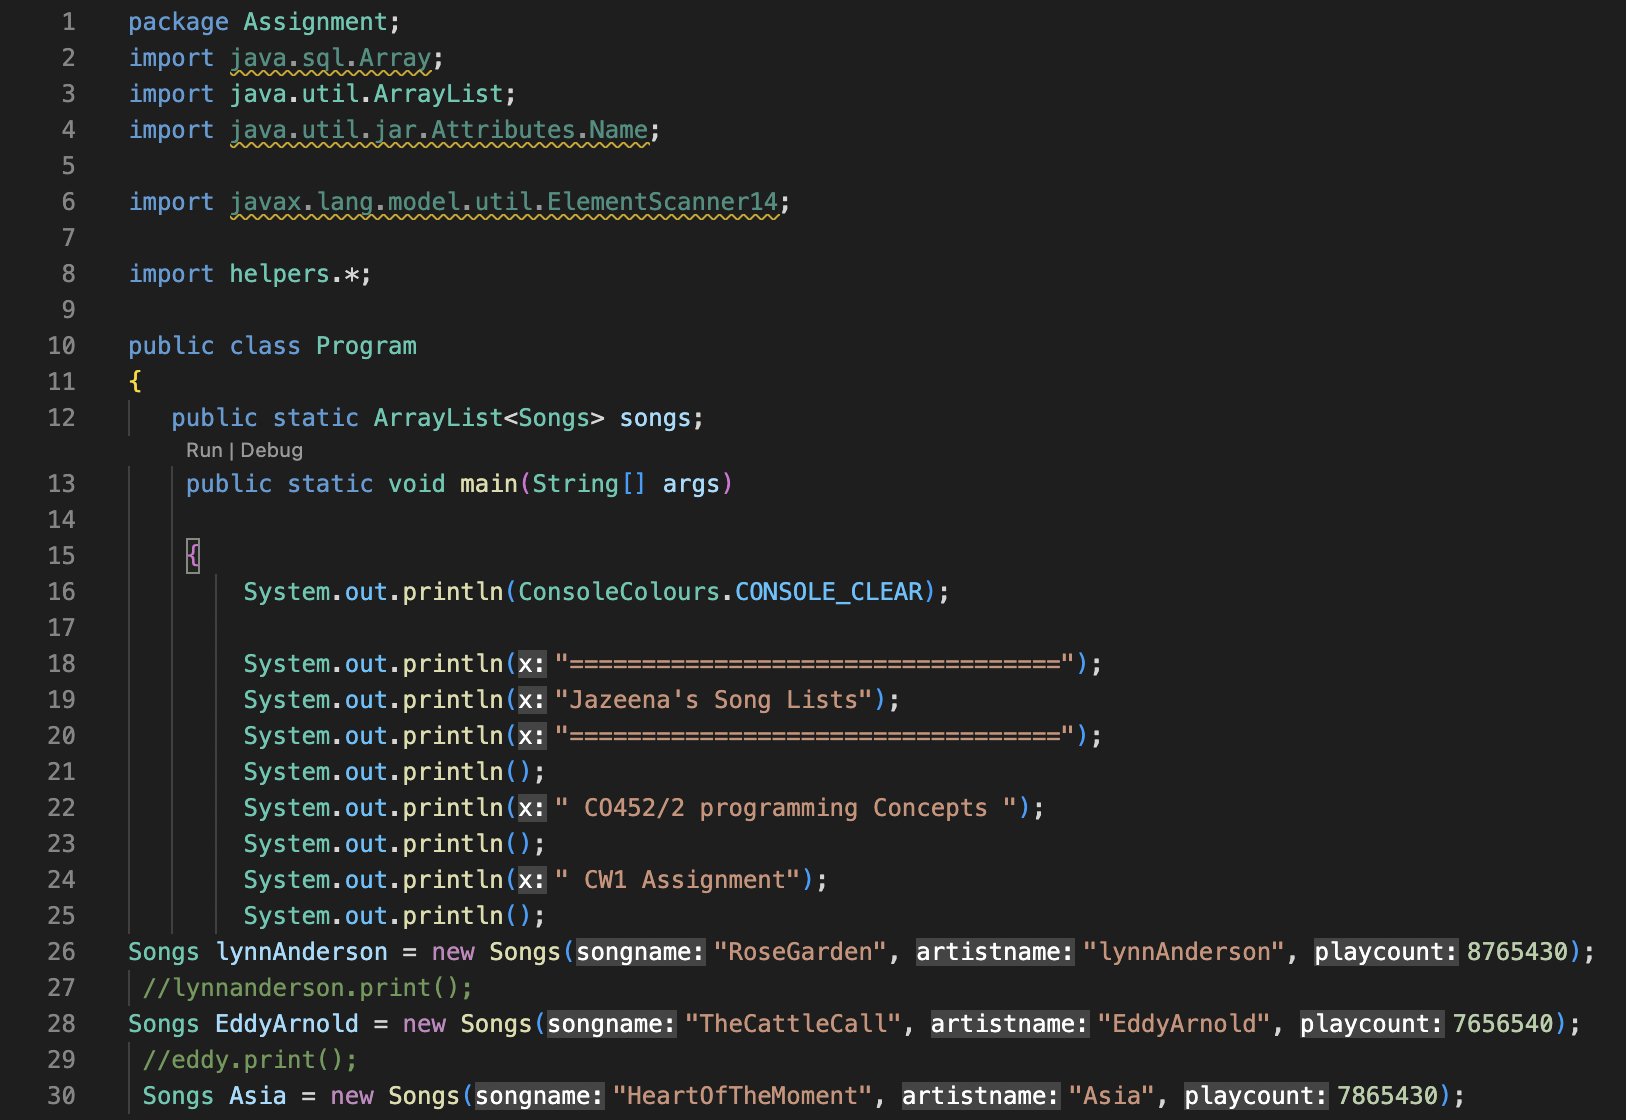 1 package Assignment;
2 import java.sql.Array;
3 import java.util.ArrayList;
4 import java.util.jar.Attributes.Name;
5
6 import javax.lang.model.util.ElementScanner14;
7
8 import helpers.*;
9
10 public class Program
11 {
12 public static ArrayList<Songs> songs;
Run | Debug
13 public static void main(String[] args)
14
15 {
16 System.out.println(ConsoleColours.CONSOLE_CLEAR);
17
18 System.out.println(x: "==================================");
19 System.out.println(x: "Jazeena's Song Lists");
20 System.out.println(x: "==================================");
21 System.out.println();
22 System.out.println(x: " CO452/2 programming Concepts ");
23 System.out.println();
24 System.out.println(x: " CW1 Assignment");
25 System.out.println();
26 Songs lynnAnderson = new Songs(songname: "RoseGarden", artistname: "lynnAnderson", playcount: 8765430);
27 //lynnanderson.print();
28 Songs EddyArnold = new Songs(songname: "TheCattleCall", artistname: "EddyArnold", playcount: 7656540);
29 //eddy.print();
30 Songs Asia = new Songs(songname: "HeartOfTheMoment", artistname: "Asia", playcount: 7865430);